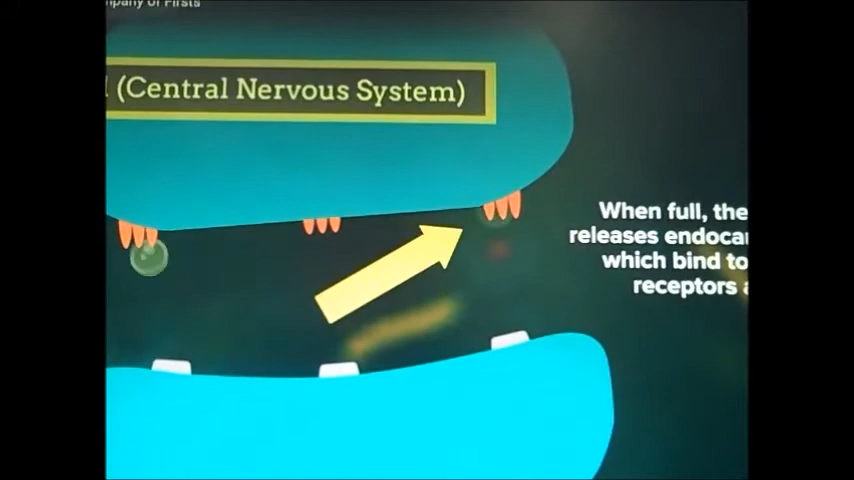 of Firsts
(Central Nervous System)
When full, the
releases
which bind to
receptors